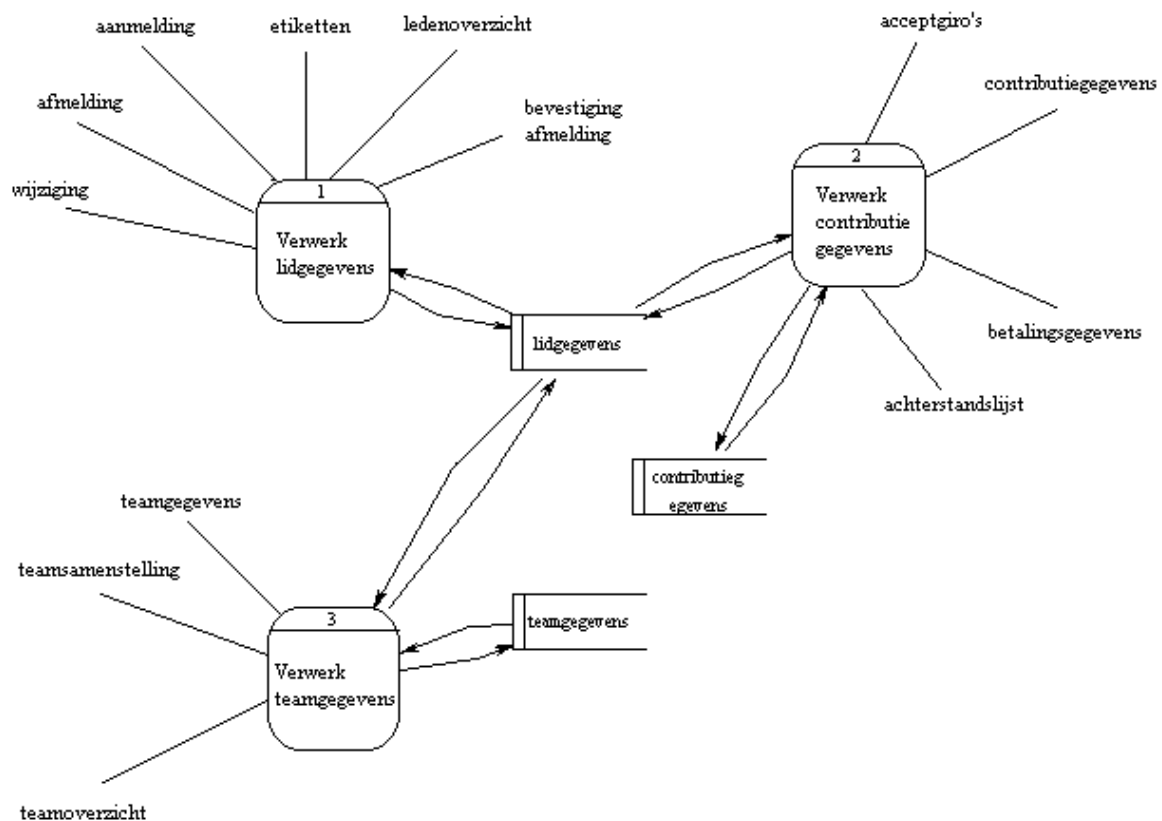 aanmelding
etiketten
ledenoverzicht
acceptgiro's
afmelding
bevestiging
afmelding
contributiegegevens
wijziging
1
Verwerk
lidgegevens
2
Verwerk
contributie
gegevens
lidgegevens
betalingsgegevens
achterstandslijst
contributieg
egevens
teamgegevens
teamsamenstelling
3
Verwerk
teamgegevens
teamgegevens
teamoverzicht